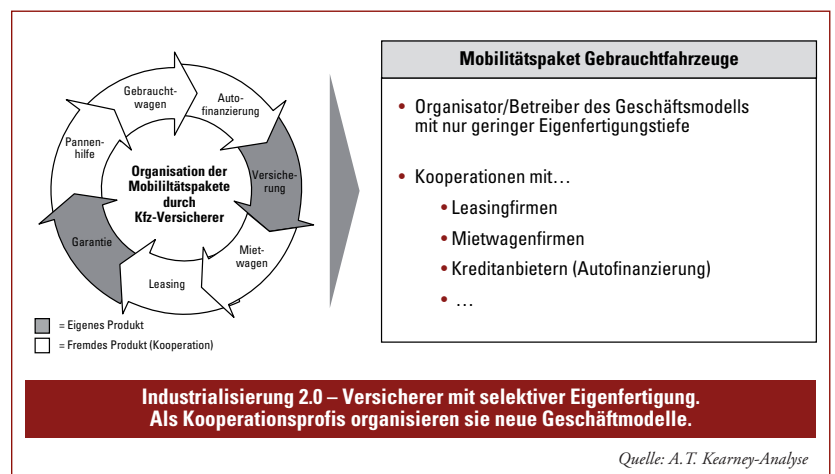 Gebraucht-
wagen
Auto-
finanzierung
Versiche-
rung
Miet-
wagen
Leasing
Garantie
Pannen-
hilfe
Organisation der
Mobililtätspakete
durch
Kfz-Versicherer
= Eigenes Produkt
= Fremdes Produkt (Kooperation)
Mobilitätspaket Gebrauchtfahrzeuge
• Organisator/Betreiber des Geschäftsmodells
mit nur geringer Eigenfertigungstiefe
• Kooperationen mit…
• Leasingfirmen
• Mietwagenfirmen
• Kreditanbietern (Autofinanzierung)
• …
Industrialisierung 2.0 – Versicherer mit selektiver Eigenfertigung.
Als Kooperationsprofis organisieren sie neue Geschäftmodelle.
Quelle: A.T. Kearney-Analyse